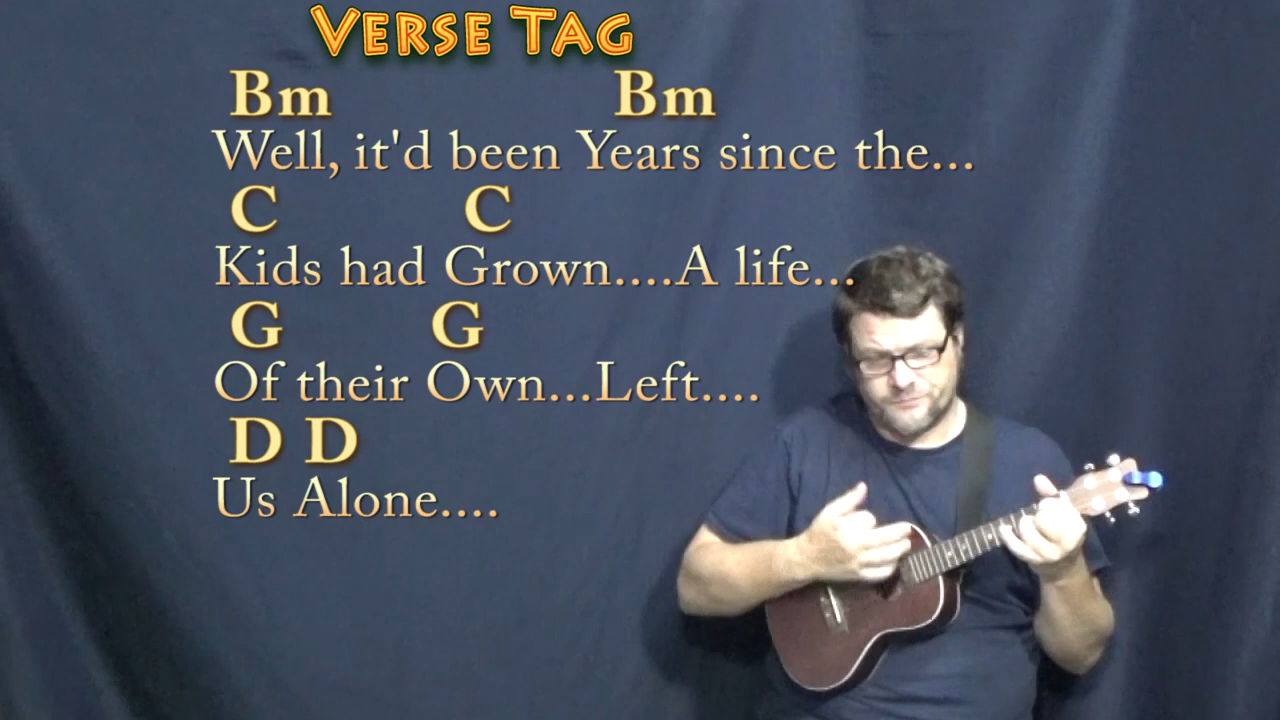 VERSE TAG
Bm Bm
Well, it'd been Years since the...
C C
Kids had Grown....A life...
G G
Of their Own...Left....
D D
Us Alone....